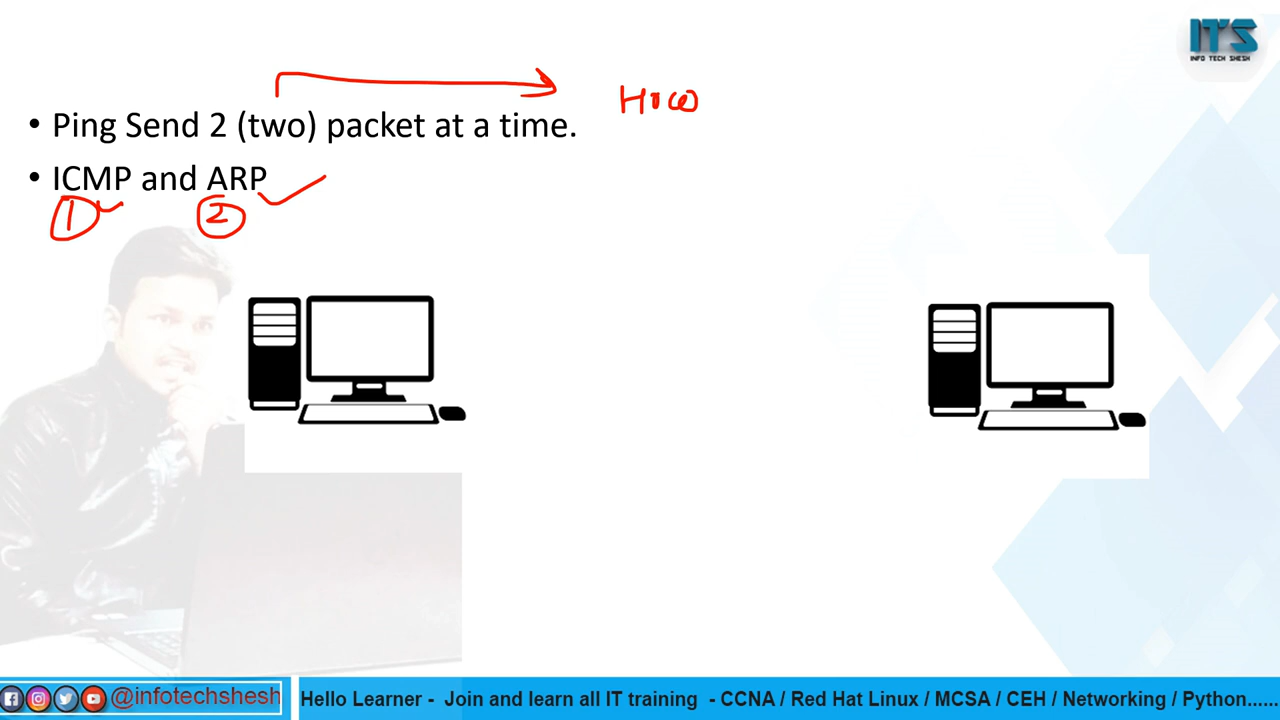 ITS
INFO TECH SHESH
How
• Ping Send 2 (two) packet at a time.
• ICMP and ARP
1 2
@infotechshesh
Hello Learner - Join and learn all IT training - CCNA / Red Hat Linux / MCSA / CEH / Networking / Python......